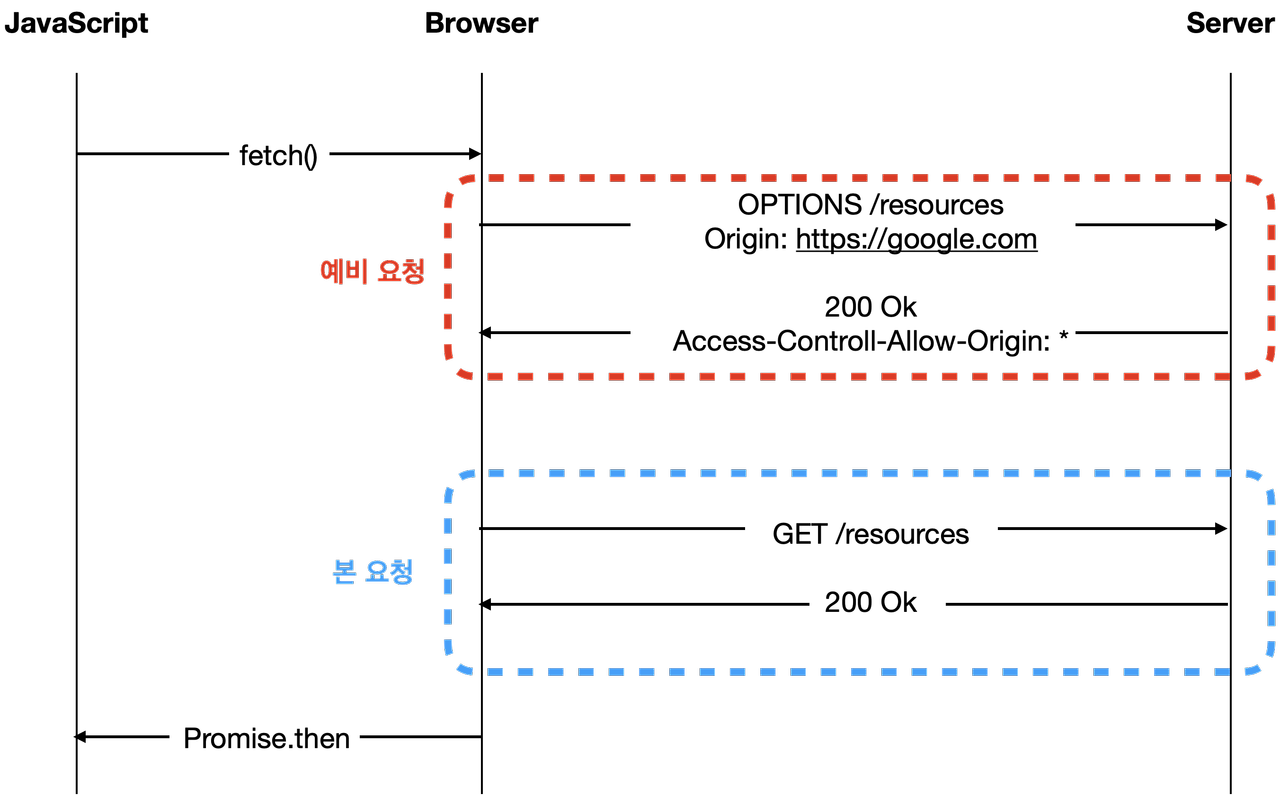 JavaScript
Browser
Server
fetch()
OPTIONS /resources
Origin: https://google.com
예비 요청
200 Ok
Access-Controll-Allow-Origin: *
GET /resources
본 요청
200 Ok
Promise.then